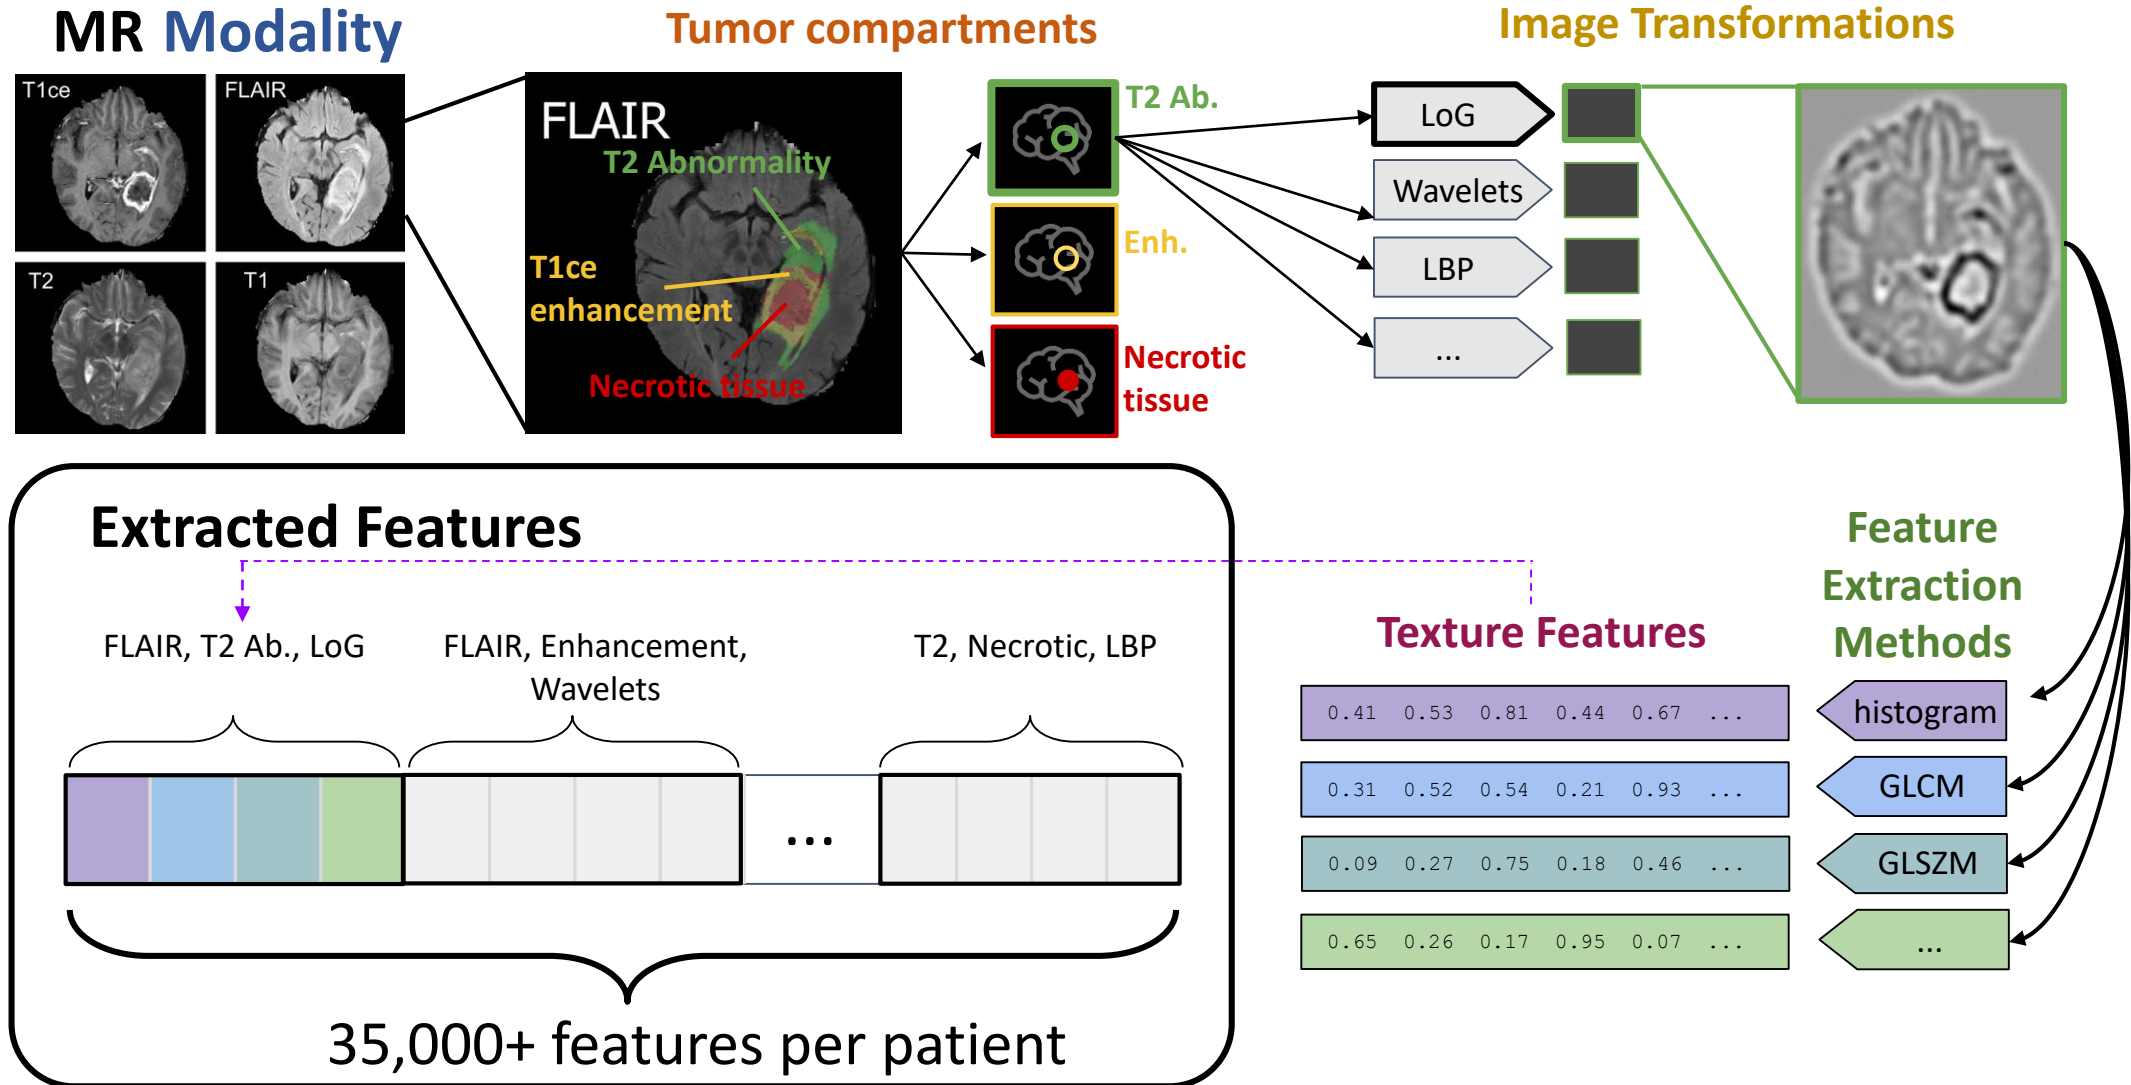 MR Modality
T1ce
FLAIR
T2
T1
Tumor compartments
FLAIR
T2 Abnormality
T1ce
enhancement
Necrotic tissue
T2 Ab.
Enh.
Necrotic
tissue
Image Transformations
LoG
Wavelets
LBP
...
Feature
Extraction
Methods
histogram
GLCM
GLSZM
...
Texture Features
0.41 0.53 0.81 0.44 0.67 ...
0.31 0.52 0.54 0.21 0.93 ...
0.09 0.27 0.75 0.18 0.46 ...
0.65 0.26 0.17 0.95 0.07 ...
Extracted Features
FLAIR, T2 Ab., LoG
FLAIR, Enhancement,
Wavelets
T2, Necrotic, LBP
...
35,000+ features per patient